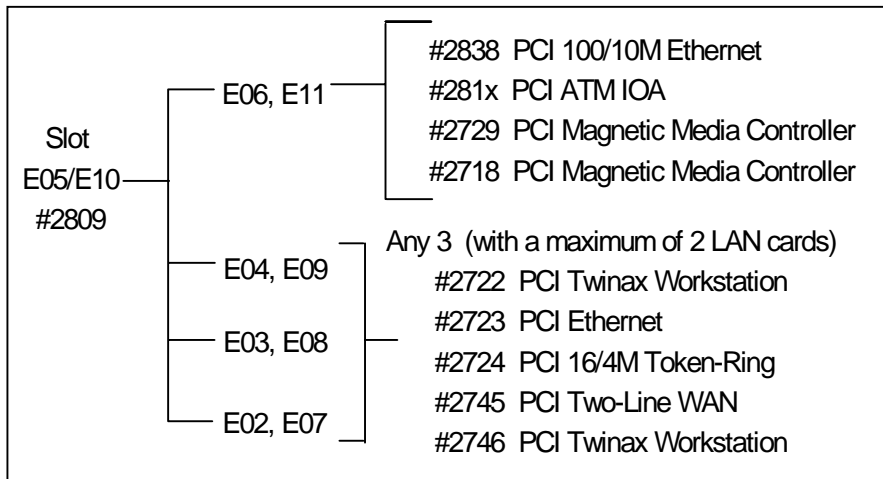 #2838 PCI 100/10M Ethernet
E06, E11
#281x PCI ATM IOA
#2729 PCI Magnetic Media Controller
#2718 PCI Magnetic Media Controller
Slot
E05/E10
#2809
Any 3 (with a maximum of 2 LAN cards)
E04, E09
#2722 PCI Twinax Workstation
#2723 PCI Ethernet
E03, E08
#2724 PCI 16/4M Token-Ring
#2745 PCI Two-Line WAN
E02, E07
#2746 PCI Twinax Workstation